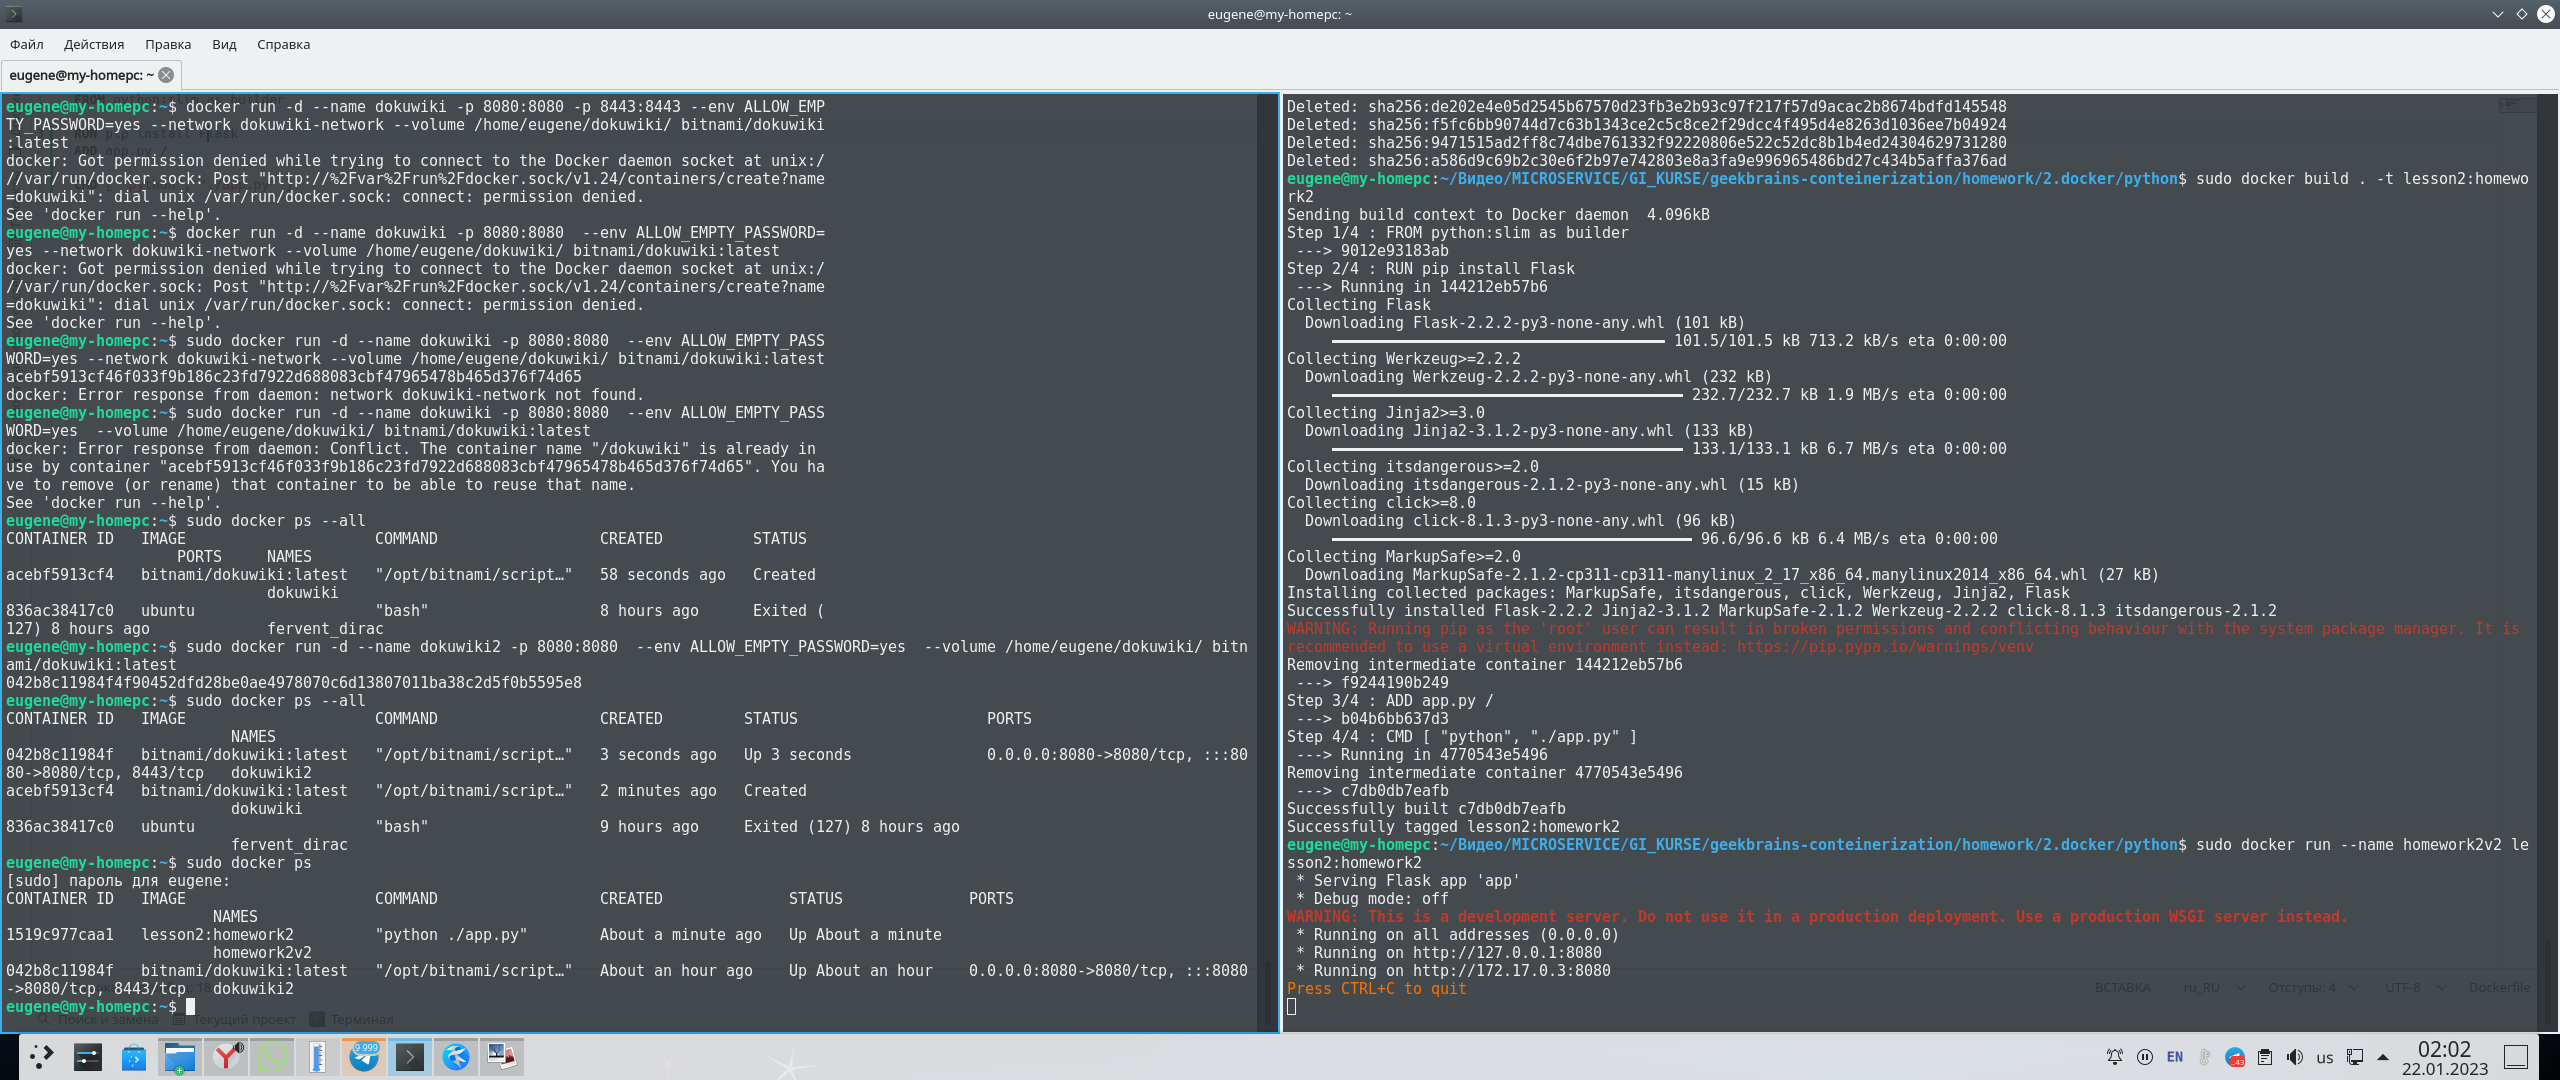 eugene@my-homepc: ~
Файл Действия Правка Вид Справка
eugene@my-homepc: ~
eugene@my-homepc:~$ docker run -d --name dokuwiki -p 8080:8080 -p 8443:8443 --env ALLOW_EMP
TY_PASSWORD=yes --network dokuwiki-network --volume /home/eugene/dokuwiki/ bitnami/dokuwiki
:latest
docker: Got permission denied while trying to connect to the Docker daemon socket at unix:/
//var/run/docker.sock: Post "http://%2Fvar%2Frun%2Fdocker.sock/v1.24/containers/create?name
=dokuwiki": dial unix /var/run/docker.sock: connect: permission denied.
See 'docker run --help'.
eugene@my-homepc:~$ docker run -d --name dokuwiki -p 8080:8080  --env ALLOW_EMPTY_PASSWORD=
yes --network dokuwiki-network --volume /home/eugene/dokuwiki/ bitnami/dokuwiki:latest
docker: Got permission denied while trying to connect to the Docker daemon socket at unix:/
//var/run/docker.sock: Post "http://%2Fvar%2Frun%2Fdocker.sock/v1.24/containers/create?name
=dokuwiki": dial unix /var/run/docker.sock: connect: permission denied.
See 'docker run --help'.
eugene@my-homepc:~$ sudo docker run -d --name dokuwiki -p 8080:8080  --env ALLOW_EMPTY_PASS
WORD=yes --network dokuwiki-network --volume /home/eugene/dokuwiki/ bitnami/dokuwiki:latest
acebf5913cf46f033f9b186c23fd7922d688083cbf47965478b465d376f74d65
docker: Error response from daemon: network dokuwiki-network not found.
eugene@my-homepc:~$ sudo docker run -d --name dokuwiki -p 8080:8080  --env ALLOW_EMPTY_PASS
WORD=yes  --volume /home/eugene/dokuwiki/ bitnami/dokuwiki:latest
docker: Error response from daemon: Conflict. The container name "/dokuwiki" is already in
use by container "acebf5913cf46f033f9b186c23fd7922d688083cbf47965478b465d376f74d65". You ha
ve to remove (or rename) that container to be able to reuse that name.
See 'docker run --help'.
eugene@my-homepc:~$ sudo docker ps --all
CONTAINER ID   IMAGE                     COMMAND                  CREATED          STATUS
PORTS     NAMES
acebf5913cf4   bitnami/dokuwiki:latest   "/opt/bitnami/script…"   58 seconds ago   Created
dokuwiki
836ac38417c0   ubuntu                    "bash"                   8 hours ago      Exited (
127) 8 hours ago             fervent_dirac
eugene@my-homepc:~$ sudo docker run -d --name dokuwiki2 -p 8080:8080  --env ALLOW_EMPTY_PASSWORD=yes  --volume /home/eugene/dokuwiki/ bitn
ami/dokuwiki:latest
042b8c11984f4f90452dfd28be0ae4978070c6d13807011ba38c2d5f0b5595e8
eugene@my-homepc:~$ sudo docker ps --all
CONTAINER ID   IMAGE                     COMMAND                  CREATED         STATUS                     PORTS
NAMES
042b8c11984f   bitnami/dokuwiki:latest   "/opt/bitnami/script…"   3 seconds ago   Up 3 seconds               0.0.0.0:8080->8080/tcp, :::80
80->8080/tcp, 8443/tcp   dokuwiki2
acebf5913cf4   bitnami/dokuwiki:latest   "/opt/bitnami/script…"   2 minutes ago   Created
dokuwiki
836ac38417c0   ubuntu                    "bash"                   9 hours ago     Exited (127) 8 hours ago
fervent_dirac
eugene@my-homepc:~$ sudo docker ps
[sudo] пароль для eugene:
CONTAINER ID   IMAGE                     COMMAND                  CREATED              STATUS              PORTS
NAMES
1519c977caa1   lesson2:homework2         "python ./app.py"        About a minute ago   Up About a minute
homework2v2
042b8c11984f   bitnami/dokuwiki:latest   "/opt/bitnami/script…"   About an hour ago    Up About an hour    0.0.0.0:8080->8080/tcp, :::8080
->8080/tcp, 8443/tcp   dokuwiki2
eugene@my-homepc:~$
Поиск и замена Текущий проект Терминал
Deleted: sha256:de202e4e05d2545b67570d23fb3e2b93c97f217f57d9acac2b8674bdfd145548
Deleted: sha256:f5fc6bb90744d7c63b1343ce2c5c8ce2f29dcc4f495d4e8263d1036ee7b04924
Deleted: sha256:9471515ad2ff8c74dbe761332f92220806e522c52dc8b1b4ed24304629731280
Deleted: sha256:a586d9c69b2c30e6f2b97e742803e8a3fa9e996965486bd27c434b5affa376ad
eugene@my-homepc:~/Видео/MICROSERVICE/GI_KURSE/geekbrains-conteinerization/homework/2.docker/python$ sudo docker build . -t lesson2:homewo
rk2
Sending build context to Docker daemon  4.096kB
Step 1/4 : FROM python:slim as builder
 ---> 9012e93183ab
Step 2/4 : RUN pip install Flask
 ---> Running in 144212eb57b6
Collecting Flask
  Downloading Flask-2.2.2-py3-none-any.whl (101 kB)
101.5/101.5 kB 713.2 kB/s eta 0:00:00
Collecting Werkzeug>=2.2.2
  Downloading Werkzeug-2.2.2-py3-none-any.whl (232 kB)
232.7/232.7 kB 1.9 MB/s eta 0:00:00
Collecting Jinja2>=3.0
  Downloading Jinja2-3.1.2-py3-none-any.whl (133 kB)
133.1/133.1 kB 6.7 MB/s eta 0:00:00
Collecting itsdangerous>=2.0
  Downloading itsdangerous-2.1.2-py3-none-any.whl (15 kB)
Collecting click>=8.0
  Downloading click-8.1.3-py3-none-any.whl (96 kB)
96.6/96.6 kB 6.4 MB/s eta 0:00:00
Collecting MarkupSafe>=2.0
  Downloading MarkupSafe-2.1.2-cp311-cp311-manylinux_2_17_x86_64.manylinux2014_x86_64.whl (27 kB)
Installing collected packages: MarkupSafe, itsdangerous, click, Werkzeug, Jinja2, Flask
Successfully installed Flask-2.2.2 Jinja2-3.1.2 MarkupSafe-2.1.2 Werkzeug-2.2.2 click-8.1.3 itsdangerous-2.1.2
WARNING: Running pip as the 'root' user can result in broken permissions and conflicting behaviour with the system package manager. It is
recommended to use a virtual environment instead: https://pip.pypa.io/warnings/venv
Removing intermediate container 144212eb57b6
 ---> f9244190b249
Step 3/4 : ADD app.py /
 ---> b04b6bb637d3
Step 4/4 : CMD [ "python", "./app.py" ]
 ---> Running in 4770543e5496
Removing intermediate container 4770543e5496
 ---> c7db0db7eafb
Successfully built c7db0db7eafb
Successfully tagged lesson2:homework2
eugene@my-homepc:~/Видео/MICROSERVICE/GI_KURSE/geekbrains-conteinerization/homework/2.docker/python$ sudo docker run --name homework2v2 le
sson2:homework2
 * Serving Flask app 'app'
 * Debug mode: off
WARNING: This is a development server. Do not use it in a production deployment. Use a production WSGI server instead.
 * Running on all addresses (0.0.0.0)
 * Running on http://127.0.0.1:8080
 * Running on http://172.17.0.3:8080
Press CTRL+C to quit
ВСТАВКА ru_RU Отступы: 4 UTF-8 Dockerfile
9 999
EN
43
us
02:02
22.01.2023